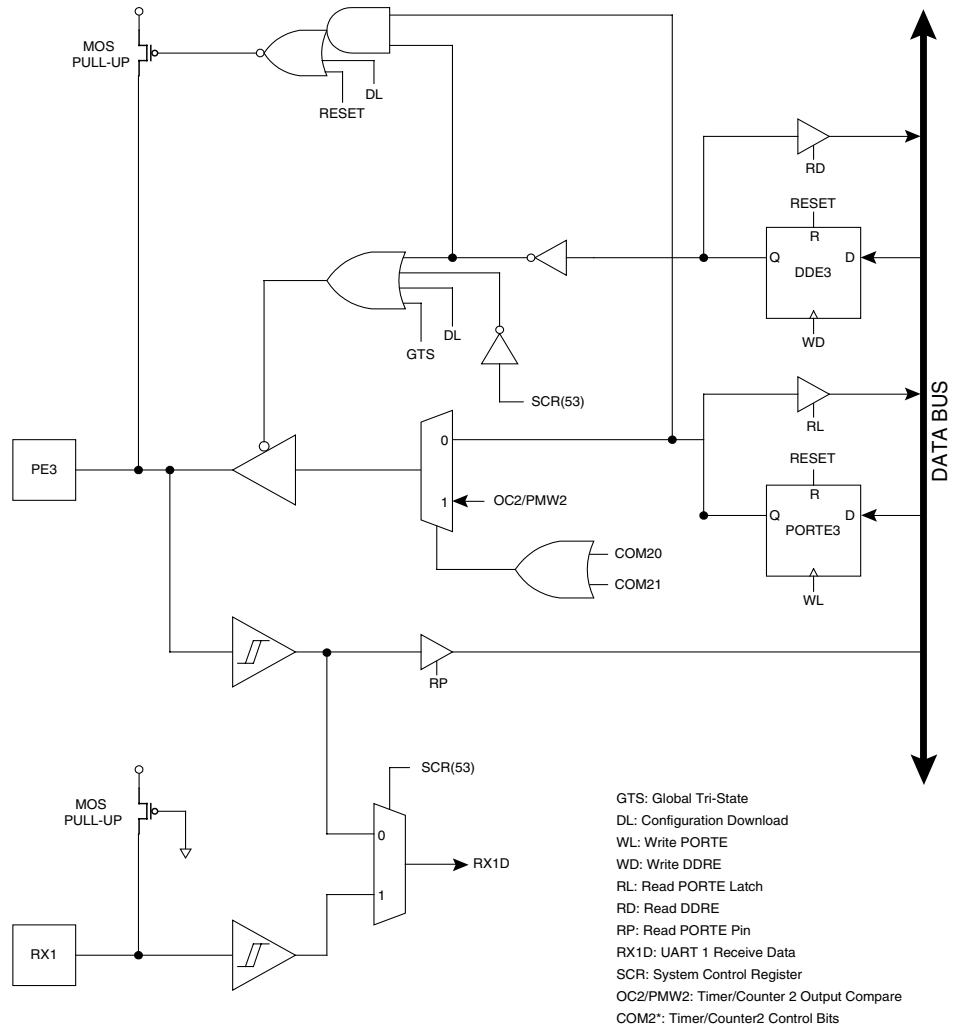 MOS
PULL-UP
DL
RESET
RD
RESET
R
Q
D
DDE3
WD
DL
GTS
SCR(53)
RL
0
PE3
RESET
R
1
OC2/PMW2
Q
D
PORTE3
COM20
COM21
WL
DATA BUS
RP
SCR(53)
MOS
PULL-UP
0
RX1D
1
RX1
GTS: Global Tri-State
DL: Configuration Download
WL: Write PORTE
WD: Write DDRE
RL: Read PORTE Latch
RD: Read DDRE
RP: Read PORTE Pin
RX1D: UART 1 Receive Data
SCR: System Control Register
OC2/PMW2: Timer/Counter 2 Output Compare
COM2*: Timer/Counter2 Control Bits